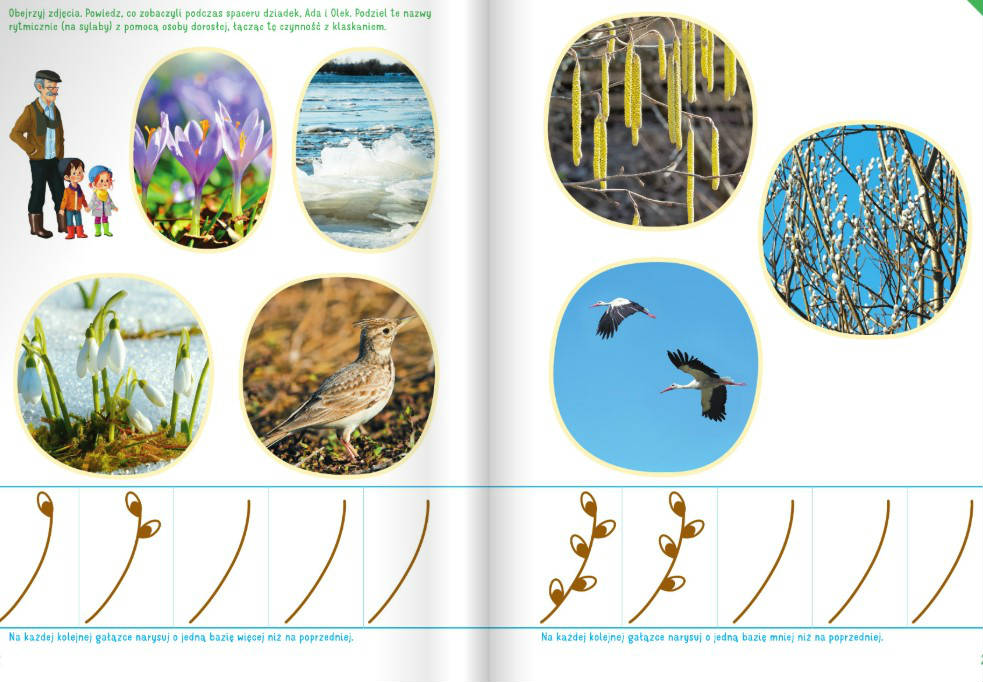 Obejrzyj zdjęcia. Powiedz, co zobaczyli podczas spaceru dziadek, Ada i Olek. Podziel te nazwy
rytmicznie (na sylaby) z pomocą osoby dorosłej, łącząc tę czynność z klaskaniem.
Na każdej kolejnej gałązce narysuj o jedną bazię więcej niż na poprzedniej.
Na każdej kolejnej gałązce narysuj o jedną bazię mniej niż na poprzedniej.